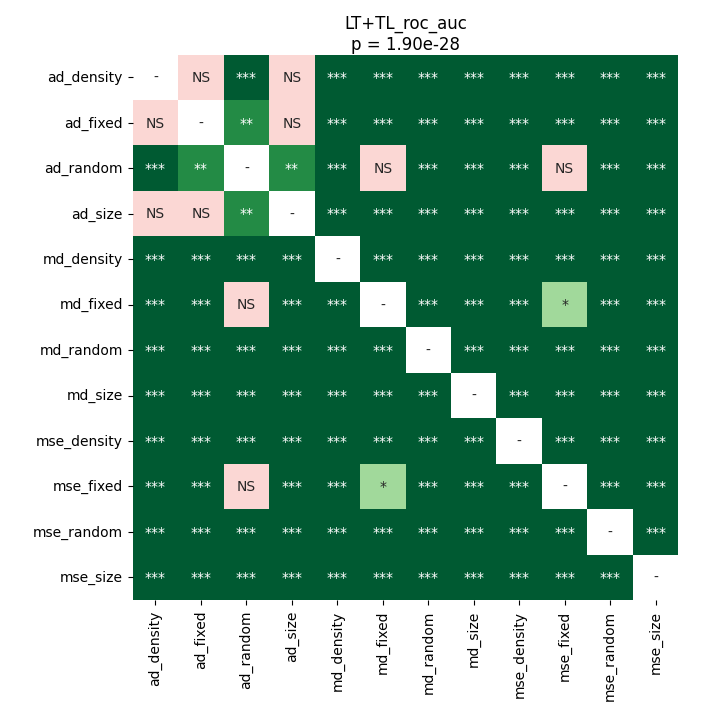 LT+TL_roc_auc
p = 1.90e-28
ad_density - NS *** NS *** *** *** *** *** *** *** ***
ad_fixed NS - ** NS *** *** *** *** *** *** *** ***
ad_random *** ** - ** *** NS *** *** *** NS *** ***
ad_size NS NS ** - *** *** *** *** *** *** *** ***
md_density *** *** *** *** - *** *** *** *** *** *** ***
md_fixed *** *** NS *** *** - *** *** *** * *** ***
md_random *** *** *** *** *** *** - *** *** *** *** ***
md_size *** *** *** *** *** *** *** - *** *** *** ***
mse_density *** *** *** *** *** *** *** *** - *** *** ***
mse_fixed *** *** NS *** *** * *** *** *** - *** ***
mse_random *** *** *** *** *** *** *** *** *** *** - ***
mse_size *** *** *** *** *** *** *** *** *** *** *** -
ad_density ad_fixed ad_random ad_size md_density md_fixed md_random md_size mse_density mse_fixed mse_random mse_size